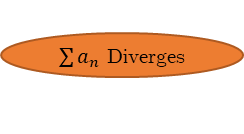 ∑ aₙ Diverges